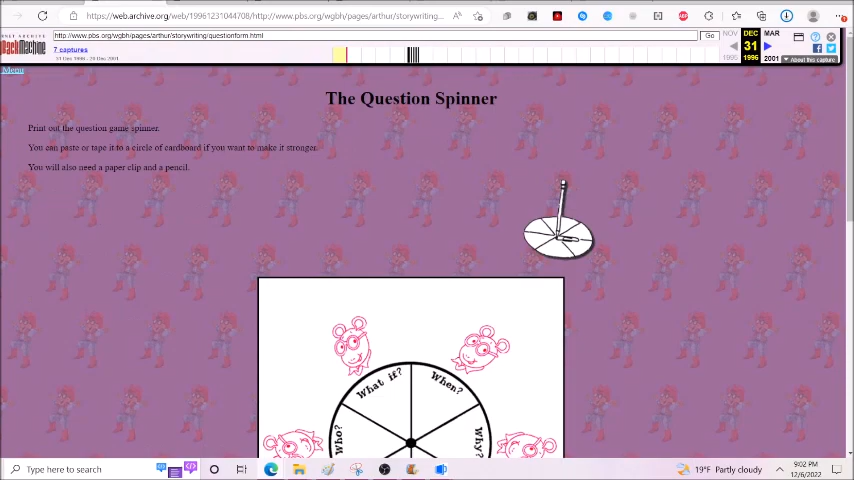 https://web.archive.org/web/19961231044708/http://www.pbs.org/wgbh/pages/arthur/storywriting...
http://www.pbs.org/wgbh/pages/arthur/storywriting/questionform.html
Go
NOV DEC MAR
7 captures
31
31 Dec 1996 - 26 Dec 2001
1995 1996 2001
About this capture
Menu
The Question Spinner
Print out the question game spinner.
You can paste or tape it to a circle of cardboard if you want to make it stronger.
You will also need a paper clip and a pencil.
What if?
When?
Who?
Why?
Type here to search
19°F Partly cloudy
9:02 PM
12/6/2022